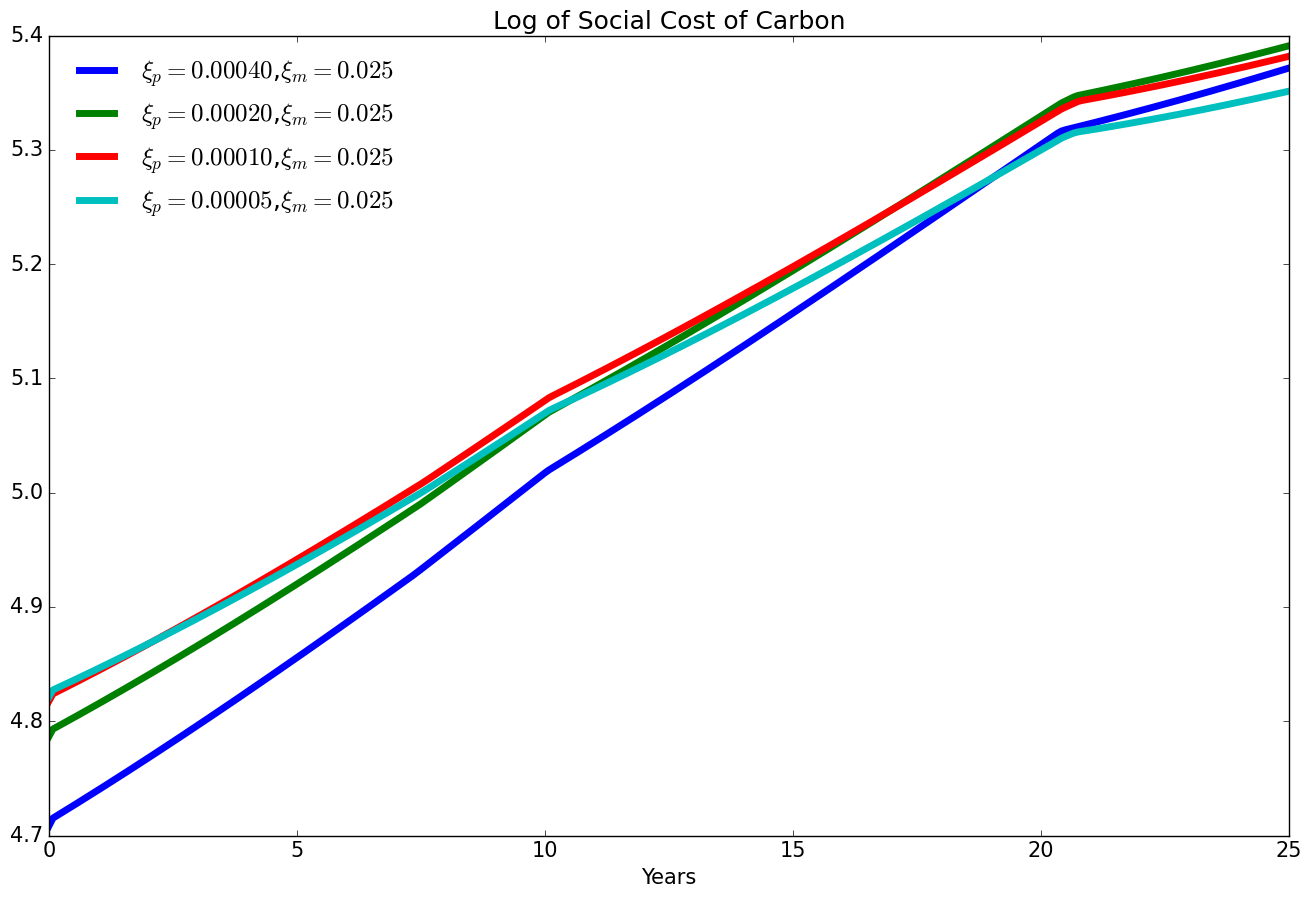 Log of Social Cost of Carbon
5.4
5.3
5.2
5.1
5.0
4.9
4.8
4.7
ξₚ = 0.00040,ξₘ = 0.025
ξₚ = 0.00020,ξₘ = 0.025
ξₚ = 0.00010,ξₘ = 0.025
ξₚ = 0.00005,ξₘ = 0.025
0 5 10 15 20 25
Years